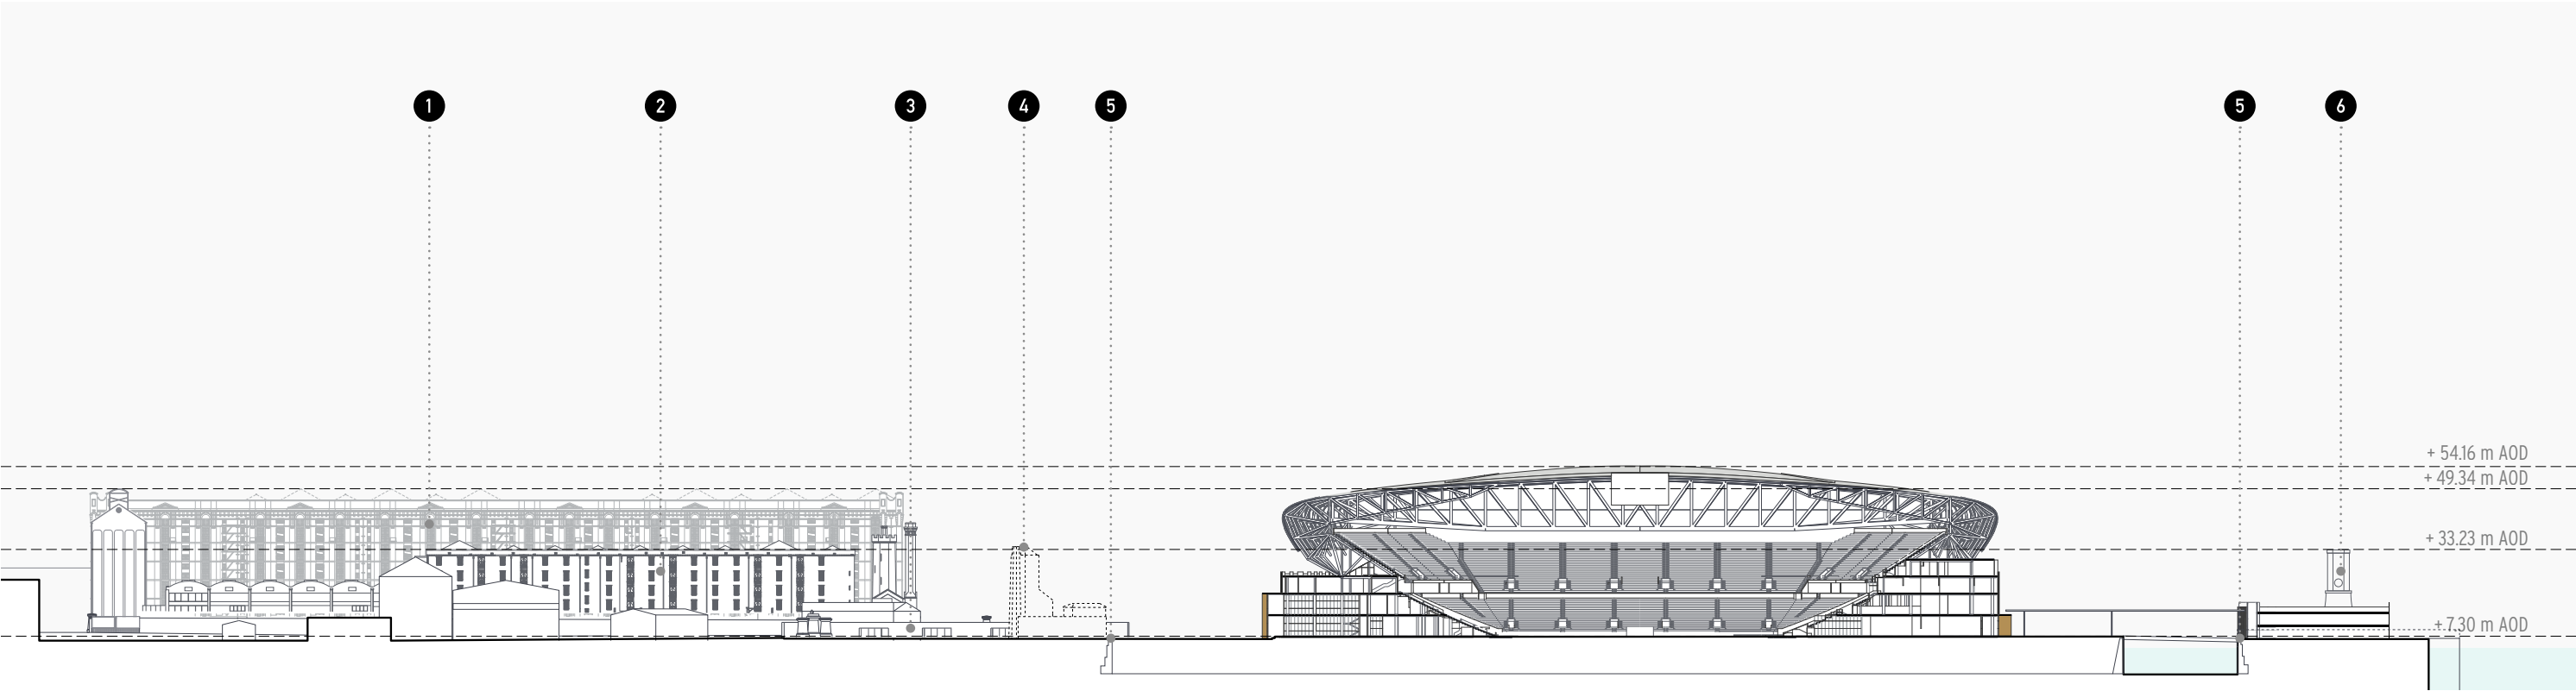 1 2 3 4 5 5 6
+ 54.16 m AOD
+ 49.34 m AOD
+ 33.23 m AOD
+7.30 m AOD